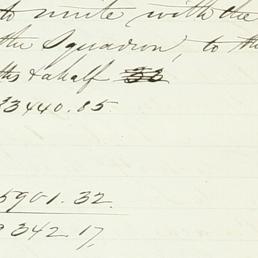 to unite with the
the Squadron, to the
ths & a half
3440.85
5901.32.
342.17,